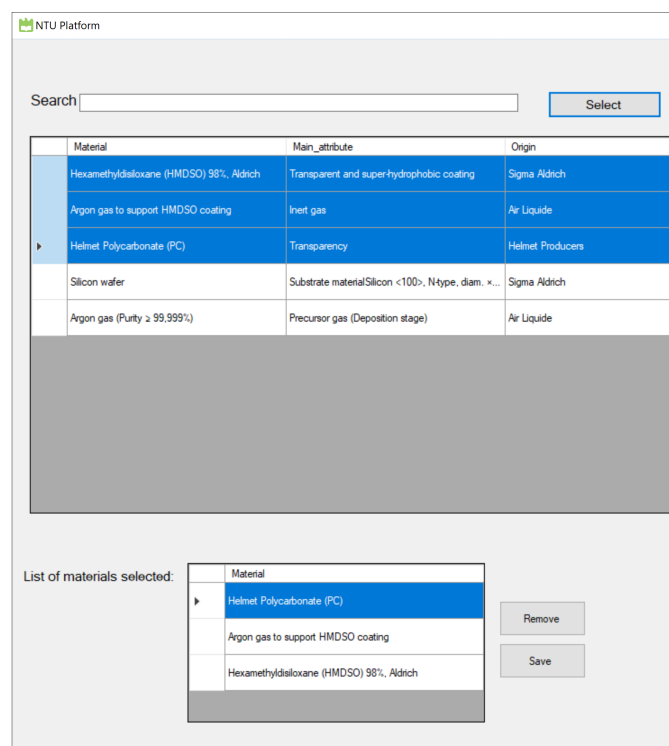 NTU Platform
Search
Select
Material Main_attribute Origin
Hexamethyldisiloxane (HMDSO) 98%, Aldrich Transparent and super-hydrophobic coating Sigma Aldrich
Argon gas to support HMDSO coating Inert gas Air Liquide
Helmet Polycarbonate (PC) Transparency Helmet Producers
Silicon wafer Substrate materialSilicon <100>, N-type, diam. ×... Sigma Aldrich
Argon gas (Purity ≥ 99,999%) Precursor gas (Deposition stage) Air Liquide
List of materials selected:
Material
Helmet Polycarbonate (PC)
Argon gas to support HMDSO coating
Hexamethyldisiloxane (HMDSO) 98%, Aldrich
Remove
Save